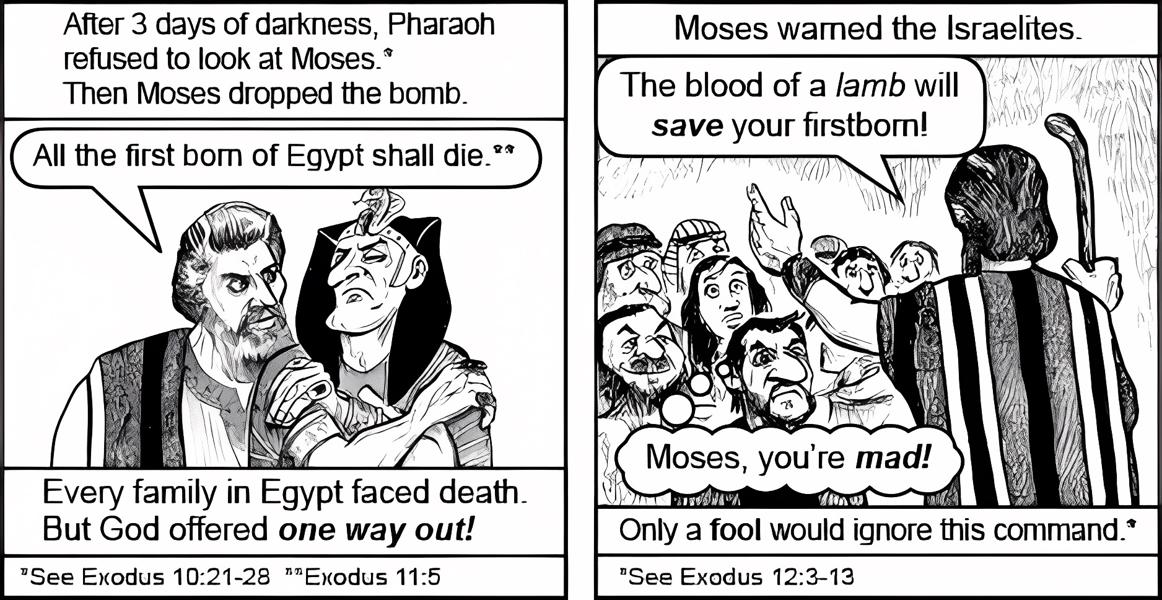 After 3 days of darkness, Pharaoh
refused to look at Moses.*
Then Moses dropped the bomb.
All the first born of Egypt shall die.**
Every family in Egypt faced death.
But God offered one way out!
*See Exodus 10:21-28 **Exodus 11:5
Moses warned the Israelites.
The blood of a lamb will
save your firstborn!
Moses, you're mad!
Only a fool would ignore this command.*
*See Exodus 12:3-13